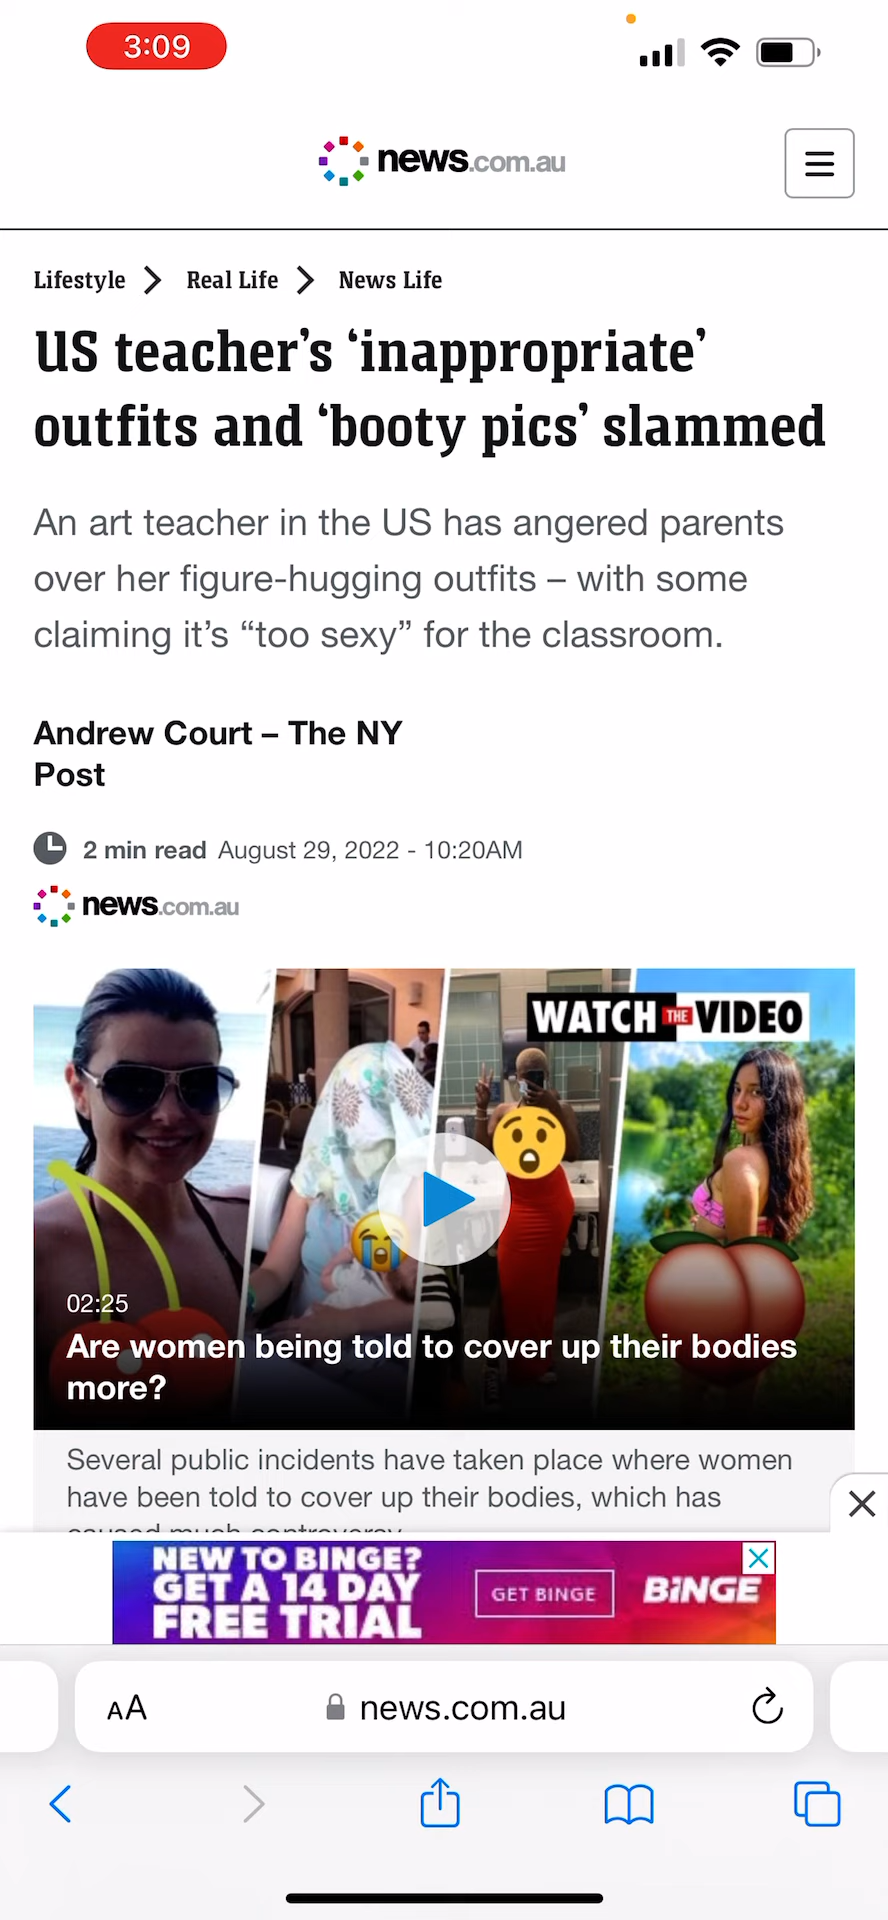 3:09
news.com.au
Lifestyle > Real Life > News Life
US teacher’s ‘inappropriate’
outfits and ‘booty pics’ slammed
An art teacher in the US has angered parents
over her figure-hugging outfits – with some
claiming it’s “too sexy” for the classroom.
Andrew Court – The NY
Post
2 min read August 29, 2022 - 10:20AM
news.com.au
WATCH THE VIDEO
02:25
Are women being told to cover up their bodies
more?
Several public incidents have taken place where women
have been told to cover up their bodies, which has
caused much controversy.
NEW TO BINGE?
GET A 14 DAY
FREE TRIAL
GET BINGE
BiNGE
AA news.com.au